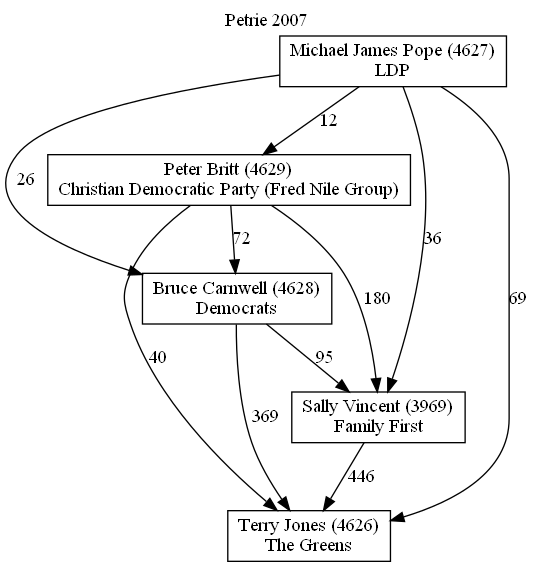 Petrie 2007
Michael James Pope (4627)
LDP
12
Peter Britt (4629)
Christian Democratic Party (Fred Nile Group)
26
72
36
Bruce Carnwell (4628)
Democrats
180
69
40
95
369
Sally Vincent (3969)
Family First
446
Terry Jones (4626)
The Greens